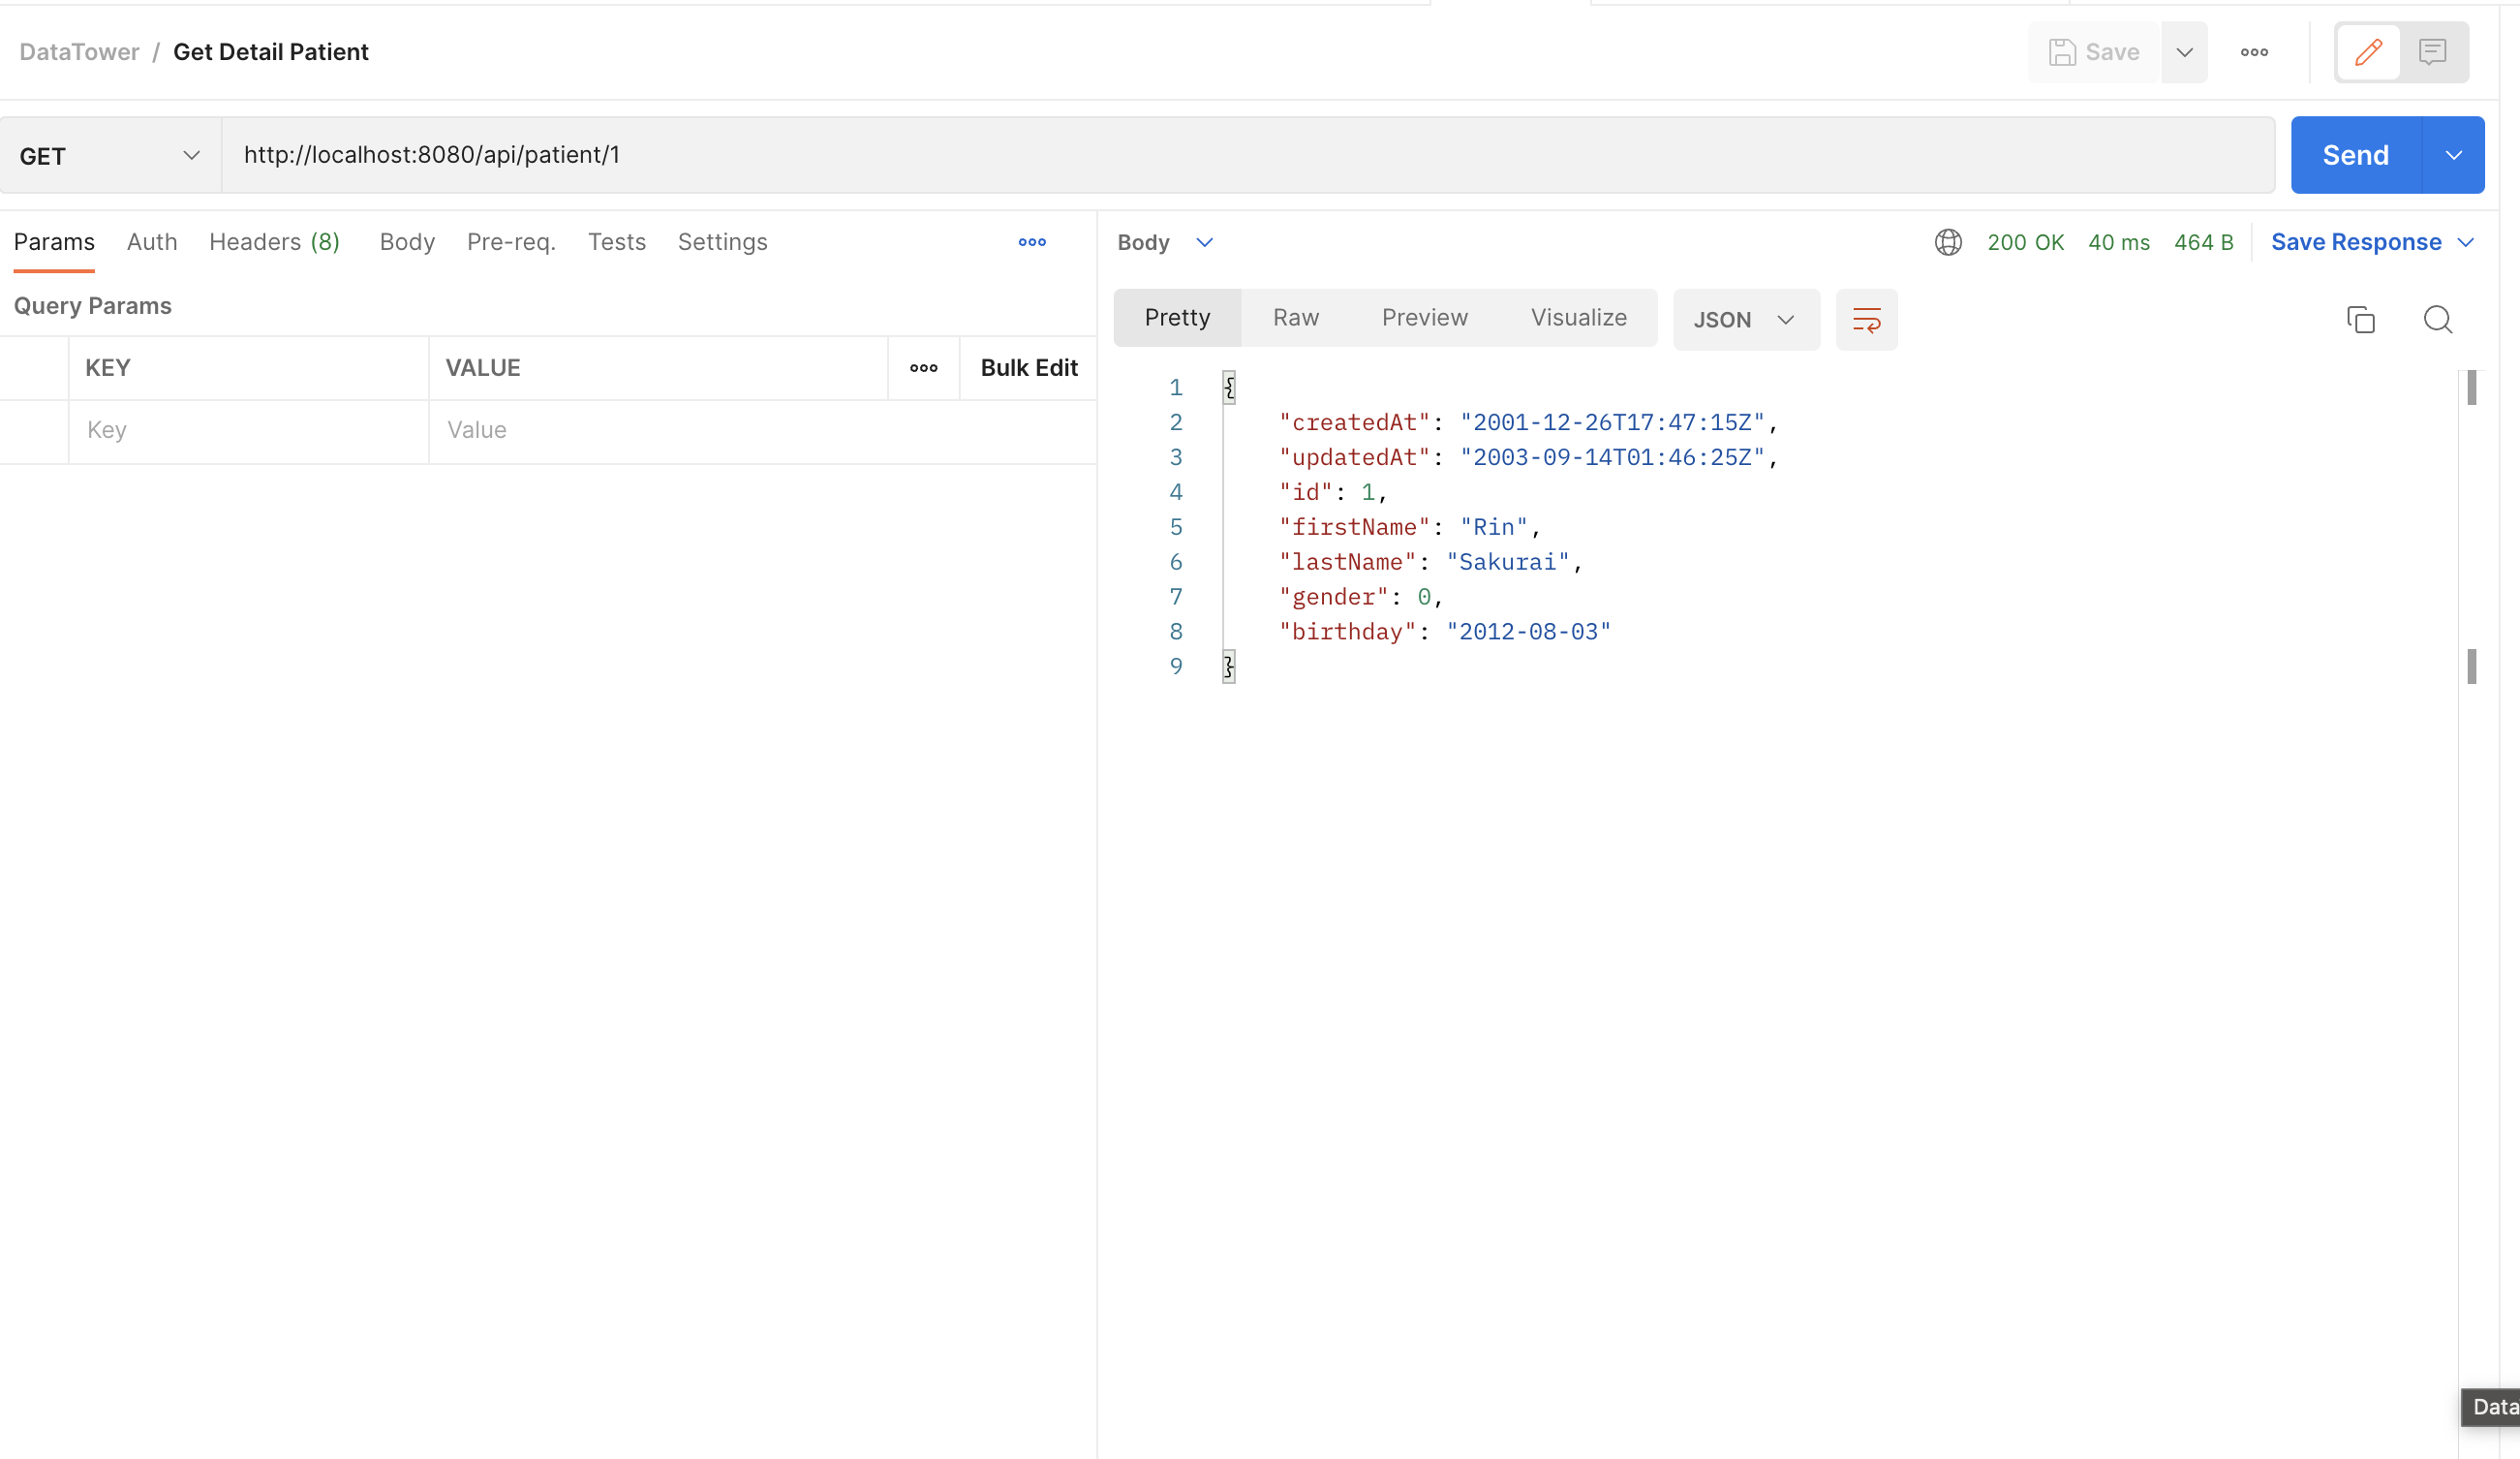 DataTower / Get Detail Patient
Save
GET http://localhost:8080/api/patient/1 Send
Params Auth Headers (8) Body Pre-req. Tests Settings
Query Params
KEY VALUE Bulk Edit
Key Value
Body 200 OK 40 ms 464 B Save Response
Pretty Raw Preview Visualize JSON
1 {
2 "createdAt": "2001-12-26T17:47:15Z",
3 "updatedAt": "2003-09-14T01:46:25Z",
4 "id": 1,
5 "firstName": "Rin",
6 "lastName": "Sakurai",
7 "gender": 0,
8 "birthday": "2012-08-03"
9 }
Data